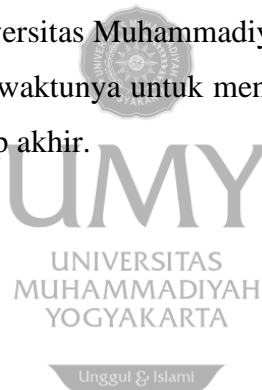 versitas Muhammadiy
waktunya untuk men
p akhir.
UMY
UNIVERSITAS
MUHAMMADIYAH
YOGYAKARTA
Unggul & Islami